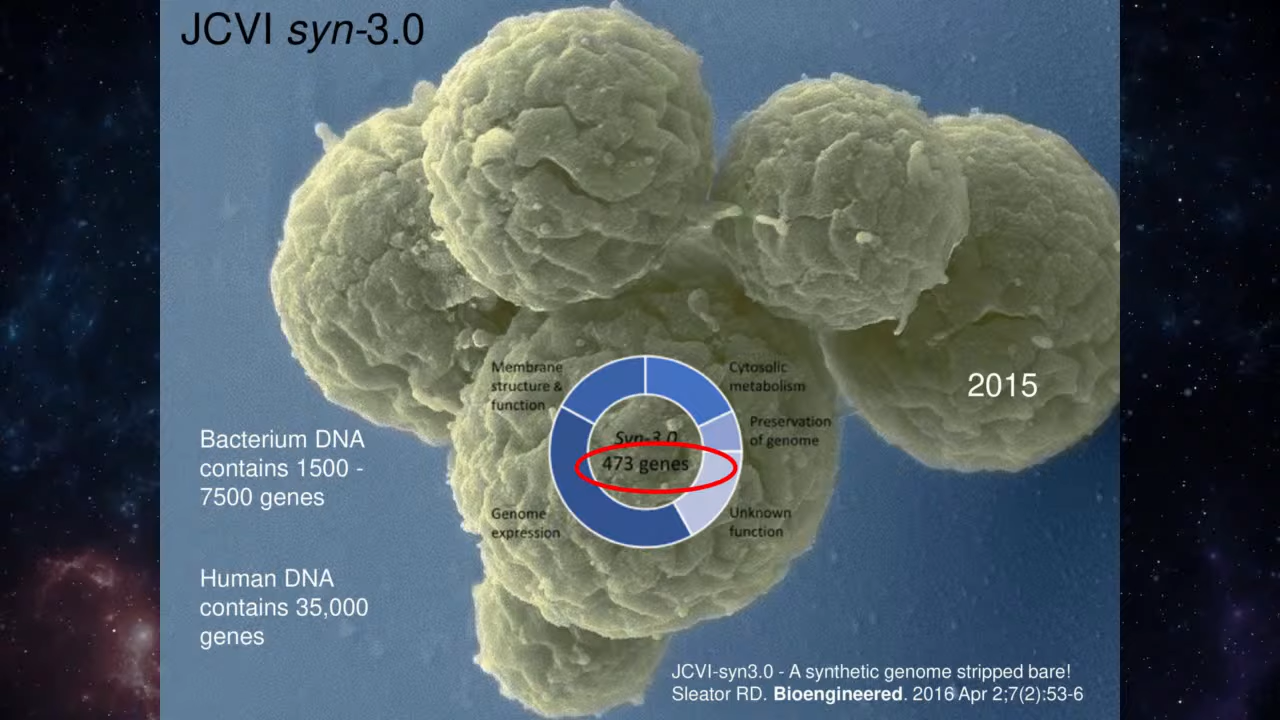 JCVI syn-3.0
Membrane
structure &
function
Cytosolic
metabolism
2015
Preservation
of genome
Syn-3.0
473 genes
Bacterium DNA
contains 1500 -
7500 genes
Genome
expression
Unknown
function
Human DNA
contains 35,000
genes
JCVI-syn3.0 - A synthetic genome stripped bare!
Sleator RD. Bioengineered. 2016 Apr 2;7(2):53-6